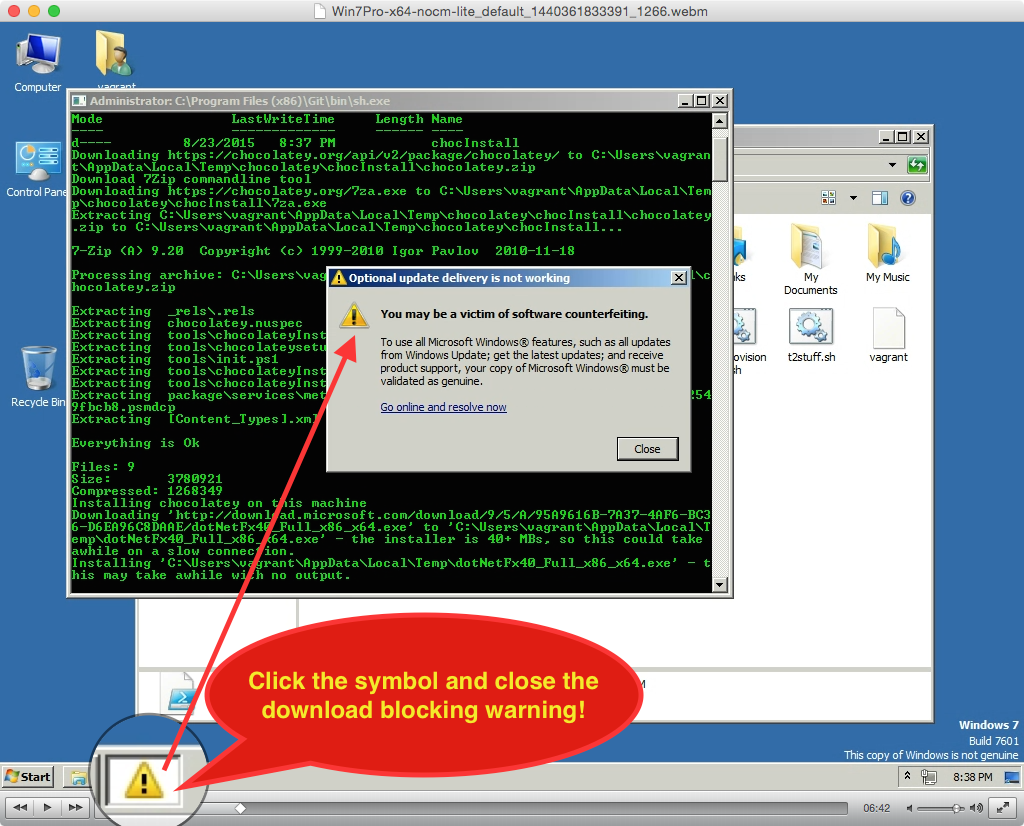 Win7Pro-x64-nocm-lite_default_1440361833391_1266.webm
Computer
vagrant
Control Pane
Recycle Bin
Administrator: C:\Program Files (x86)\Git\bin\sh.exe
Mode LastWriteTime Length Name
---- ------------- ------ ----
d---- 8/23/2015 8:37 PM chocInstall
Downloading https://chocolatey.org/api/v2/package/chocolatey/ to C:\Users\vagran
t\AppData\Local\Temp\chocolatey\chocInstall\chocolatey.zip
Download 7Zip commandline tool
Downloading https://chocolatey.org/7za.exe to C:\Users\vagrant\AppData\Local\Tem
p\chocolatey\chocInstall\7za.exe
Extracting C:\Users\vagrant\AppData\Local\Temp\chocolatey\chocInstall\chocolatey
.zip to C:\Users\vagrant\AppData\Local\Temp\chocolatey\chocInstall...
7-Zip (A) 9.20 Copyright (c) 1999-2010 Igor Pavlov 2010-11-18
Processing archive: C:\Users\vag
l\c
hocolatey.zip
Extracting _rels\.rels
Extracting chocolatey.nuspec
Extracting tools\chocolateyInst
Extracting tools\chocolateysetu
Extracting tools\init.ps1
Extracting tools\chocolateyInst
Extracting tools\chocolateyInst
Extracting package\services\met
254
9fbcb8.psmdcp
Extracting [Content_Types].xml
Everything is Ok
Files: 9
Size: 3780921
Compressed: 1268349
Installing chocolatey on this machine
Downloading 'http://download.microsoft.com/download/9/5/A/95A9616B-7A37-4AF6-BC3
6-D6EA96C8DAAE/dotNetFx40_Full_x86_x64.exe' to 'C:\Users\vagrant\AppData\Local\T
emp\dotNetFx40_Full_x86_x64.exe' - the installer is 40+ MBs, so this could take
awhile on a slow connection.
Installing 'C:\Users\vagrant\AppData\Local\Temp\dotNetFx40_Full_x86_x64.exe' - t
his may take awhile with no output.
Optional update delivery is not working
You may be a victim of software counterfeiting.
To use all Microsoft Windows® features, such as all updates
from Windows Update; get the latest updates; and receive
product support, your copy of Microsoft Windows® must be
validated as genuine.
Go online and resolve now
Close
ks
My
Documents
My Music
ovision
sh
t2stuff.sh
vagrant
M
Click the symbol and close the
download blocking warning!
Windows 7
Build 7601
This copy of Windows is not genuine
Start
8:38 PM
06:42